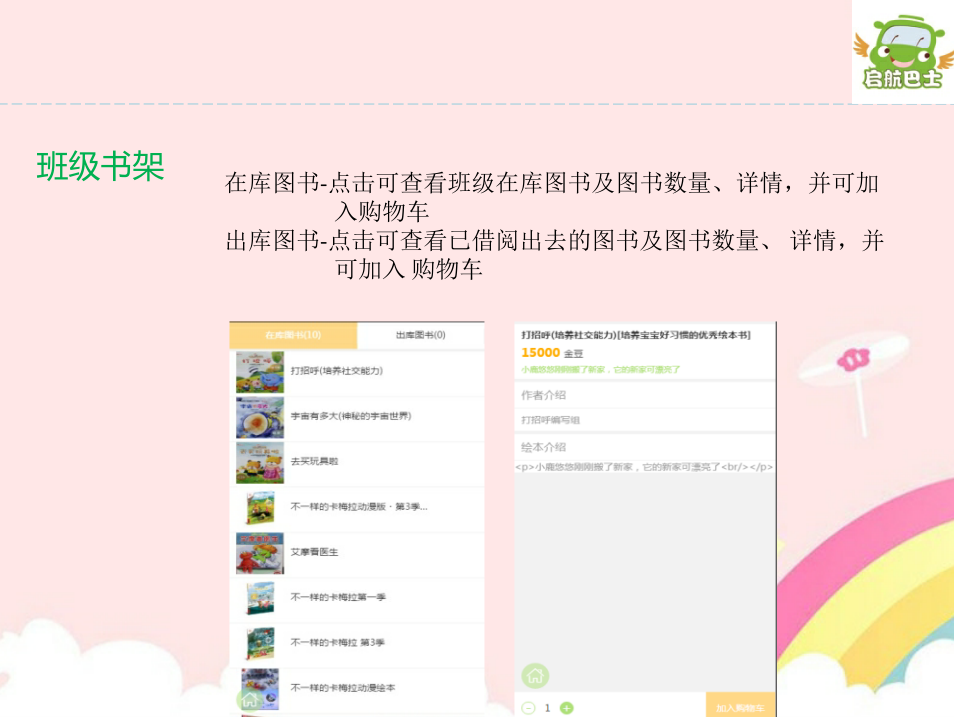 启航巴士
班级书架
在库图书-点击可查看班级在库图书及图书数量、详情，并可加
入购物车
出库图书-点击可查看已借阅出去的图书及图书数量、 详情，并
可加入 购物车
在库图书(10)
出库图书(0)
打招呼(培养社交能力)
宇宙有多大(神秘的宇宙世界)
去买玩具啦
不一样的卡梅拉动漫版·第3季...
艾摩看医生
不一样的卡梅拉第一季
不一样的卡梅拉 第3季
不一样的卡梅拉动漫绘本
打招呼(培养社交能力)[培养宝宝好习惯的优秀绘本书]
15000 金豆
小鹿悠悠刚刚搬了新家，它的新家可漂亮了
作者介绍
打招呼编写组
绘本介绍
<p>小鹿悠悠刚刚搬了新家，它的新家可漂亮了<br/></p>
1
加入购物车